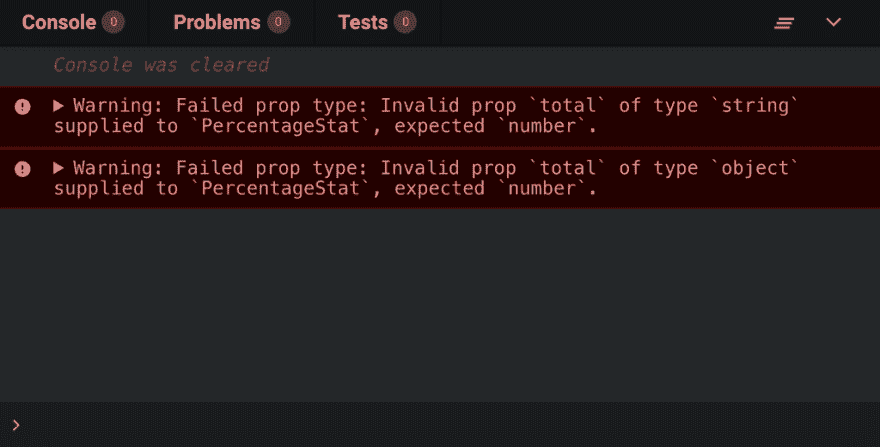 Console 0 Problems 0 Tests 0
Console was cleared
▶ Warning: Failed prop type: Invalid prop `total` of type `string`
supplied to `PercentageStat`, expected `number`.
▶ Warning: Failed prop type: Invalid prop `total` of type `object`
supplied to `PercentageStat`, expected `number`.
>